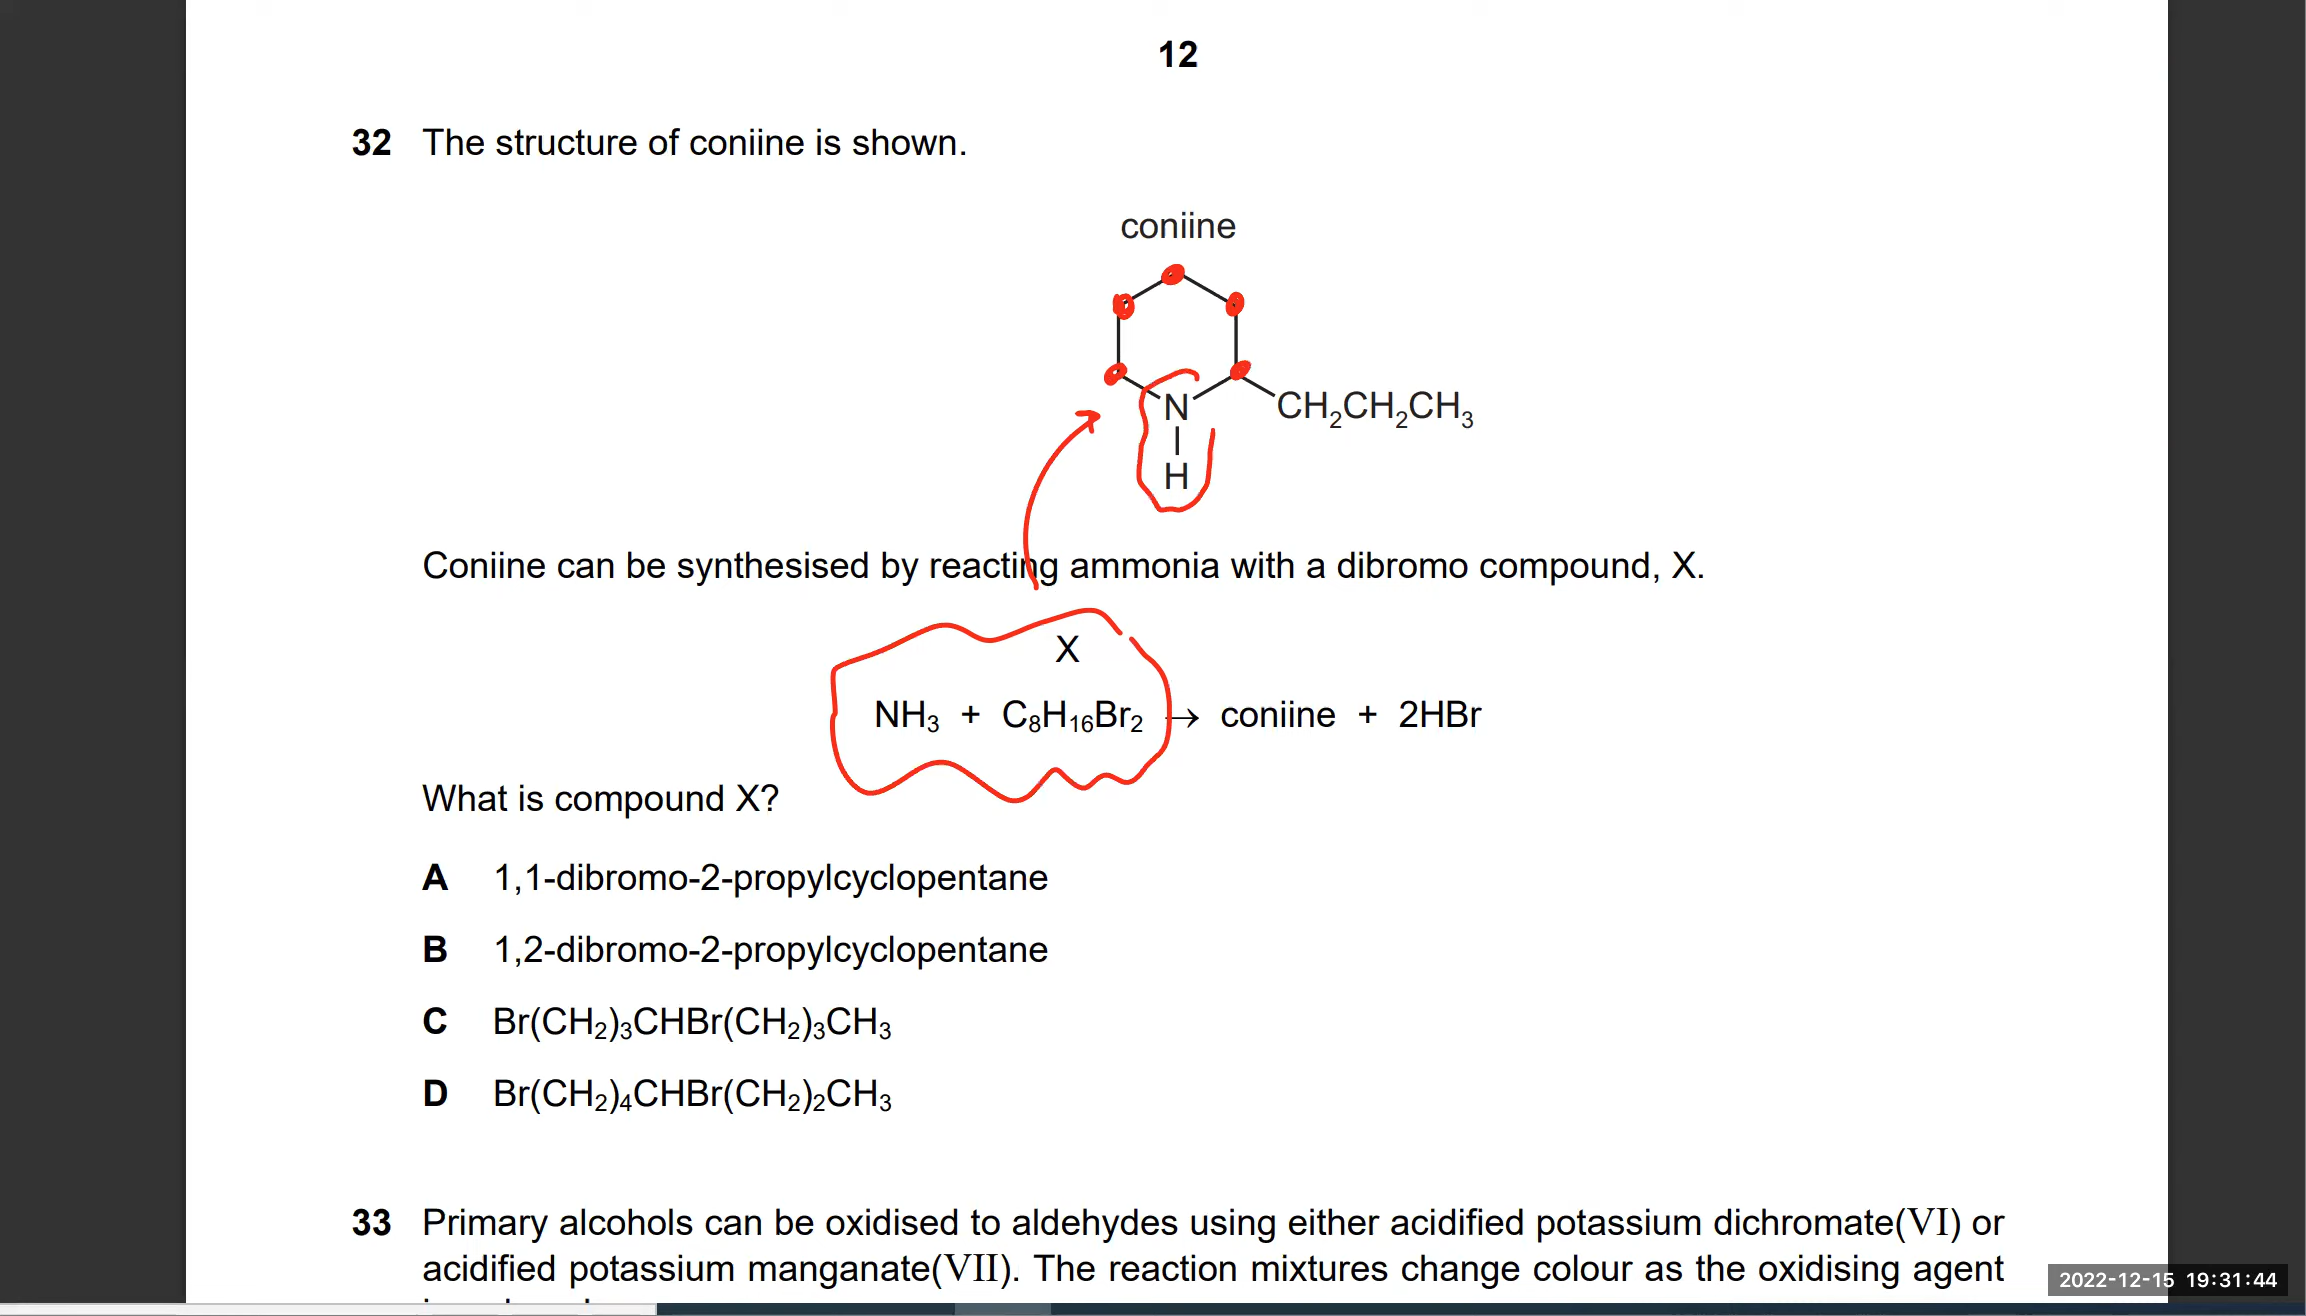 12
32 The structure of coniine is shown.
coniine
N
H
CH₂CH₂CH₃
Coniine can be synthesised by reacting ammonia with a dibromo compound, X.
X
NH₃ + C₈H₁₆Br₂ → coniine + 2HBr
What is compound X?
A 1,1-dibromo-2-propylcyclopentane
B 1,2-dibromo-2-propylcyclopentane
C Br(CH₂)₃CHBr(CH₂)₃CH₃
D Br(CH₂)₄CHBr(CH₂)₂CH₃
33 Primary alcohols can be oxidised to aldehydes using either acidified potassium dichromate(VI) or
acidified potassium manganate(VII). The reaction mixtures change colour as the oxidising agent
2022-12-15 19:31:44